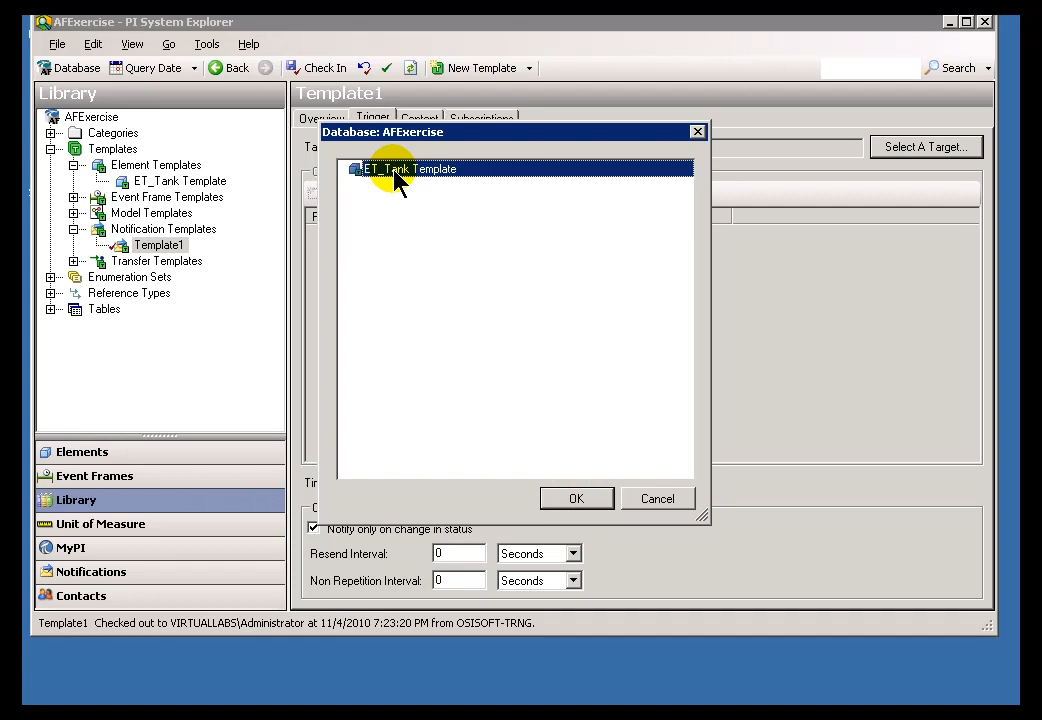 AFExercise - PI System Explorer
File Edit View Go Tools Help
Database Query Date Back Check In New Template Search
Library
AFExercise
Categories
Templates
Element Templates
ET_Tank Template
Event Frame Templates
Model Templates
Notification Templates
Template1
Transfer Templates
Enumeration Sets
Reference Types
Tables
Elements
Event Frames
Library
Unit of Measure
MyPI
Notifications
Contacts
Template1
Overview Trigger Content Subscriptions
Select A Target...
Database: AFExercise
ET_Tank Template
OK Cancel
Notify only on change in status
Resend Interval: 0 Seconds
Non Repetition Interval: 0 Seconds
Template1 Checked out to VIRTUALLABS\Administrator at 11/4/2010 7:23:20 PM from OSISOFT-TRNG.